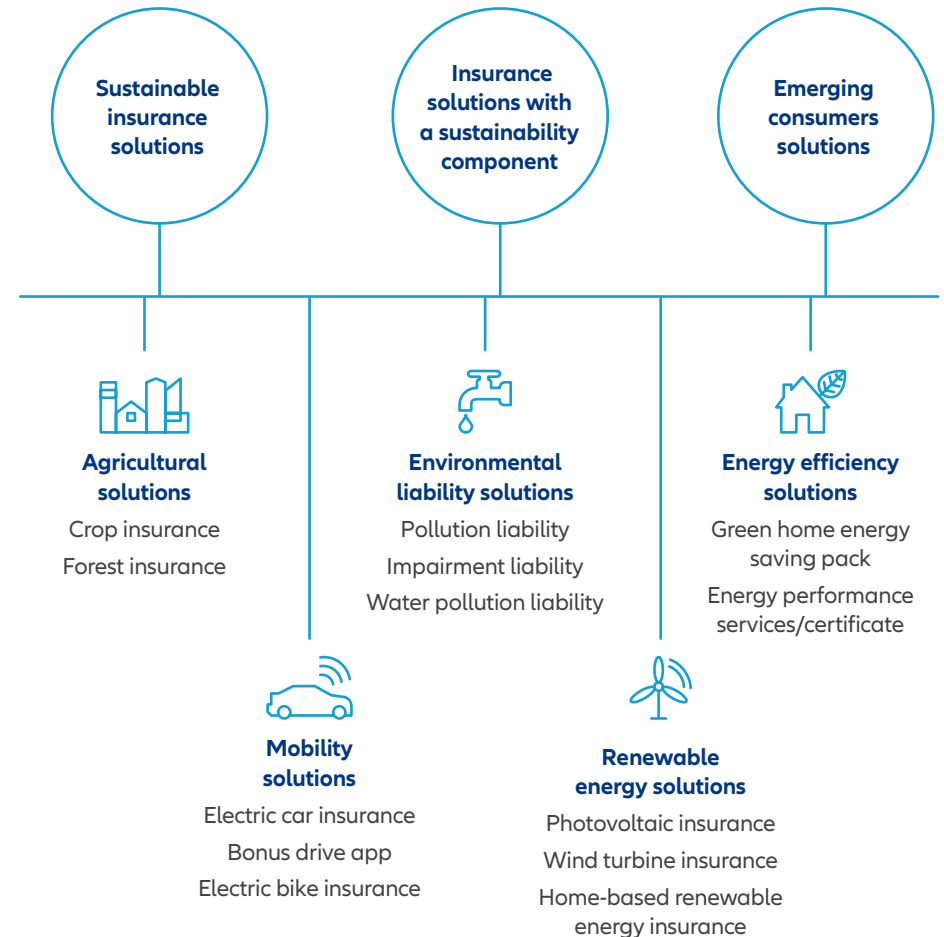 Sustainable
insurance
solutions
Insurance
solutions with
a sustainability
component
Emerging
consumers
solutions
Agricultural
solutions
Crop insurance
Forest insurance
Environmental
liability solutions
Pollution liability
Impairment liability
Water pollution liability
Energy efficiency
solutions
Green home energy
saving pack
Energy performance
services/certificate
Mobility
solutions
Electric car insurance
Bonus drive app
Electric bike insurance
Renewable
energy solutions
Photovoltaic insurance
Wind turbine insurance
Home-based renewable
energy insurance